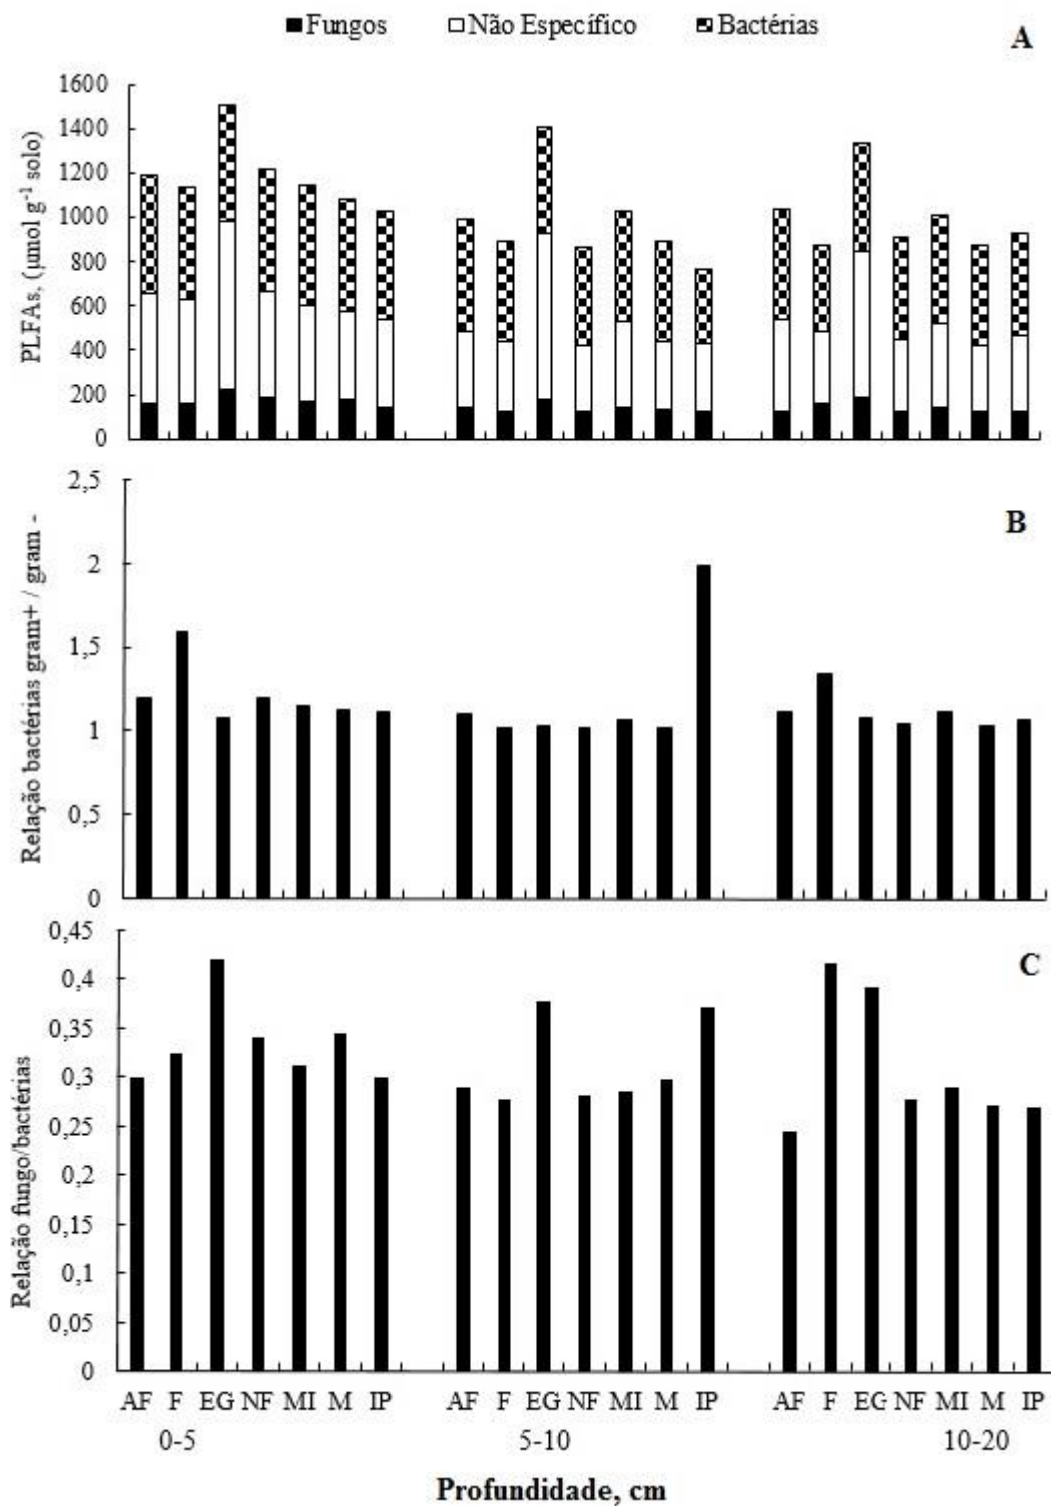 Fungos Não Específico Bactérias
A
PLFAs, (µmol g⁻¹ solo)
1600
1400
1200
1000
800
600
400
200
0
B
Relação bactérias gram+ / gram -
2,5
2
1,5
1
0,5
0
C
Relação fungo/bactérias
0,45
0,4
0,35
0,3
0,25
0,2
0,15
0,1
0,05
0
AF F EG NF MI M IP AF F EG NF MI M IP AF F EG NF MI M IP
0-5 5-10 10-20
Profundidade, cm